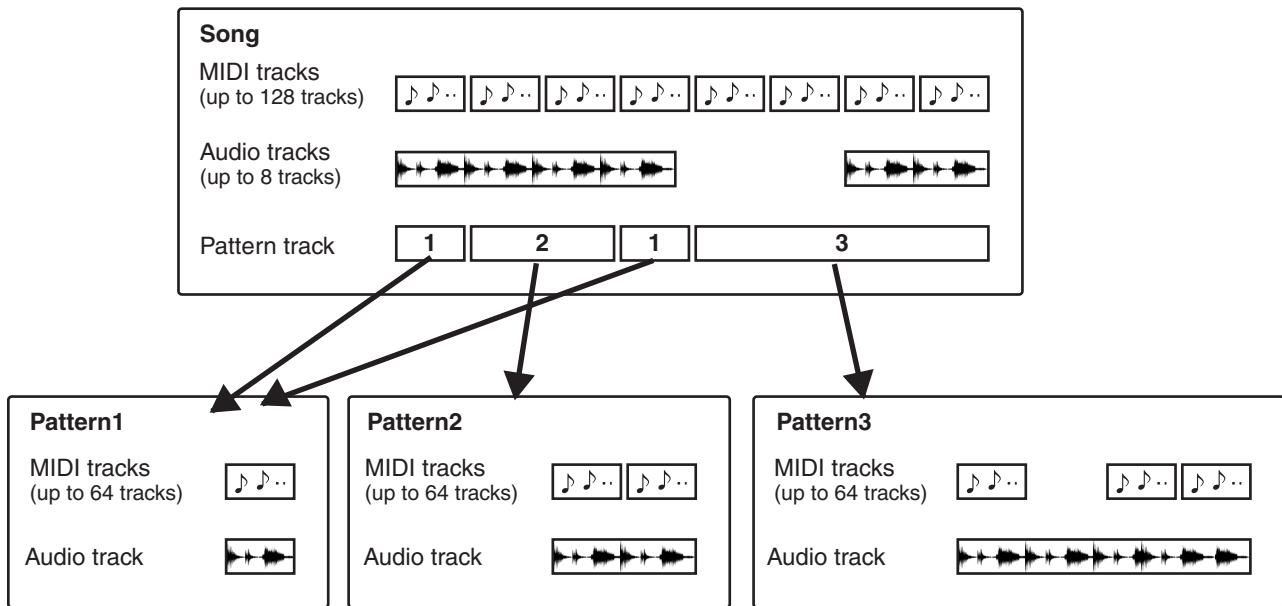 Song
MIDI tracks
(up to 128 tracks)
Audio tracks
(up to 8 tracks)
Pattern track 1 2 1 3
Pattern1
MIDI tracks
(up to 64 tracks)
Audio track
Pattern2
MIDI tracks
(up to 64 tracks)
Audio track
Pattern3
MIDI tracks
(up to 64 tracks)
Audio track